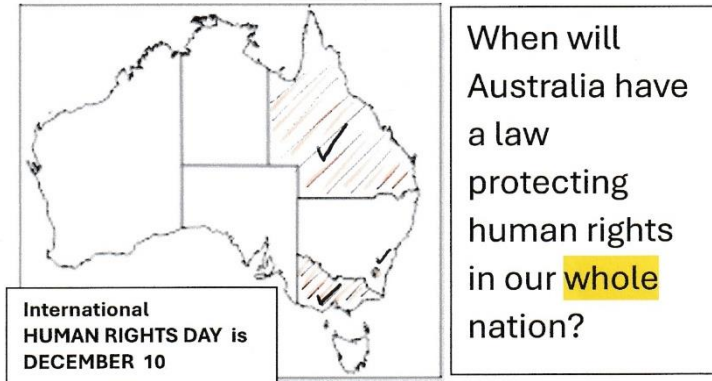 When will
Australia have
a law
protecting
human rights
in our whole
nation?
International
HUMAN RIGHTS DAY is
DECEMBER 10